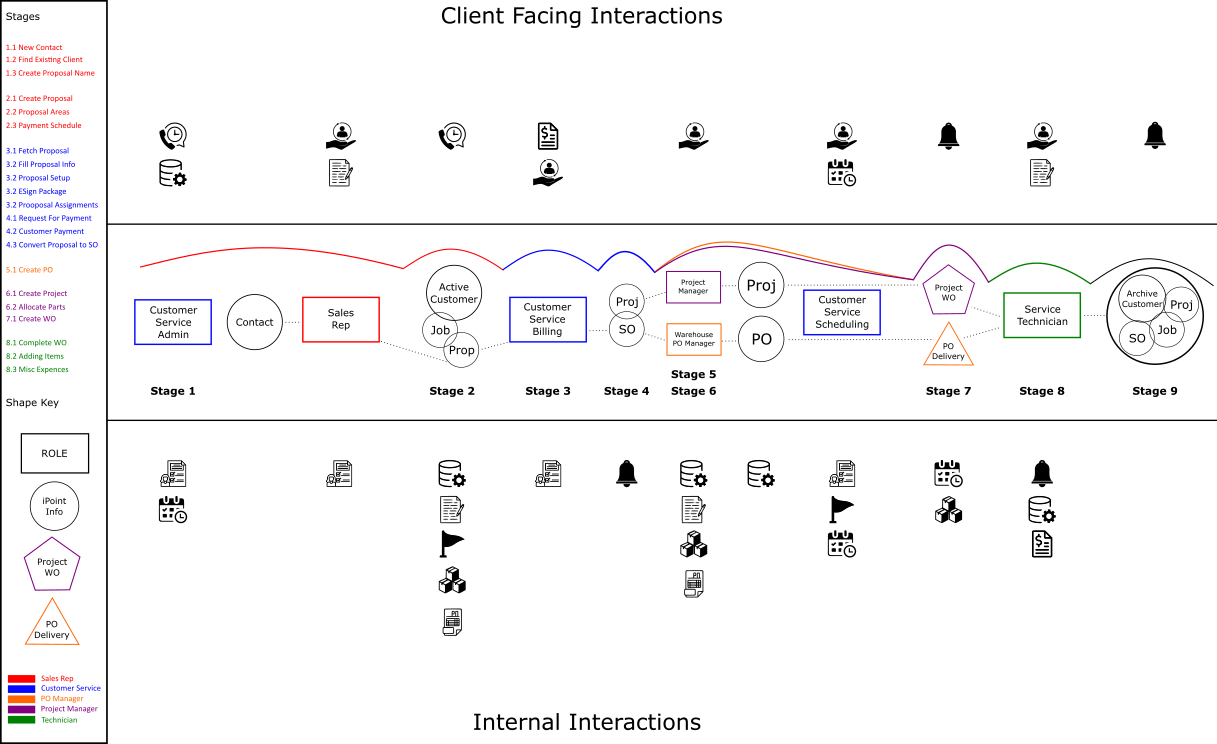 Client Facing Interactions
Stages
1.1 New Contact
1.2 Find Existing Client
1.3 Create Proposal Name
2.1 Create Proposal
2.2 Proposal Areas
2.3 Payment Schedule
3.1 Fetch Proposal
3.2 Fill Proposal Info
3.2 Proposal Setup
3.2 ESign Package
3.2 Prooposal Assignments
4.1 Request For Payment
4.2 Customer Payment
4.3 Convert Proposal to SO
5.1 Create PO
6.1 Create Project
6.2 Allocate Parts
7.1 Create WO
8.1 Complete WO
8.2 Adding Items
8.3 Misc Expences
Shape Key
ROLE
iPoint
Info
Project
WO
PO
Delivery
Sales Rep
Customer Service
PO Manager
Project Manager
Technician
Customer
Service
Admin
Contact
Sales
Rep
Active
Customer
Job
Prop
Customer
Service
Billing
Proj
SO
Project
Manager
Warehouse
PO Manager
Proj
PO
Customer
Service
Scheduling
Project
WO
PO
Delivery
Service
Technician
Archive
Customer
Proj
Job
SO
Stage 1
Stage 2
Stage 3
Stage 4
Stage 5
Stage 6
Stage 7
Stage 8
Stage 9
$
PO
PO
$
Internal Interactions